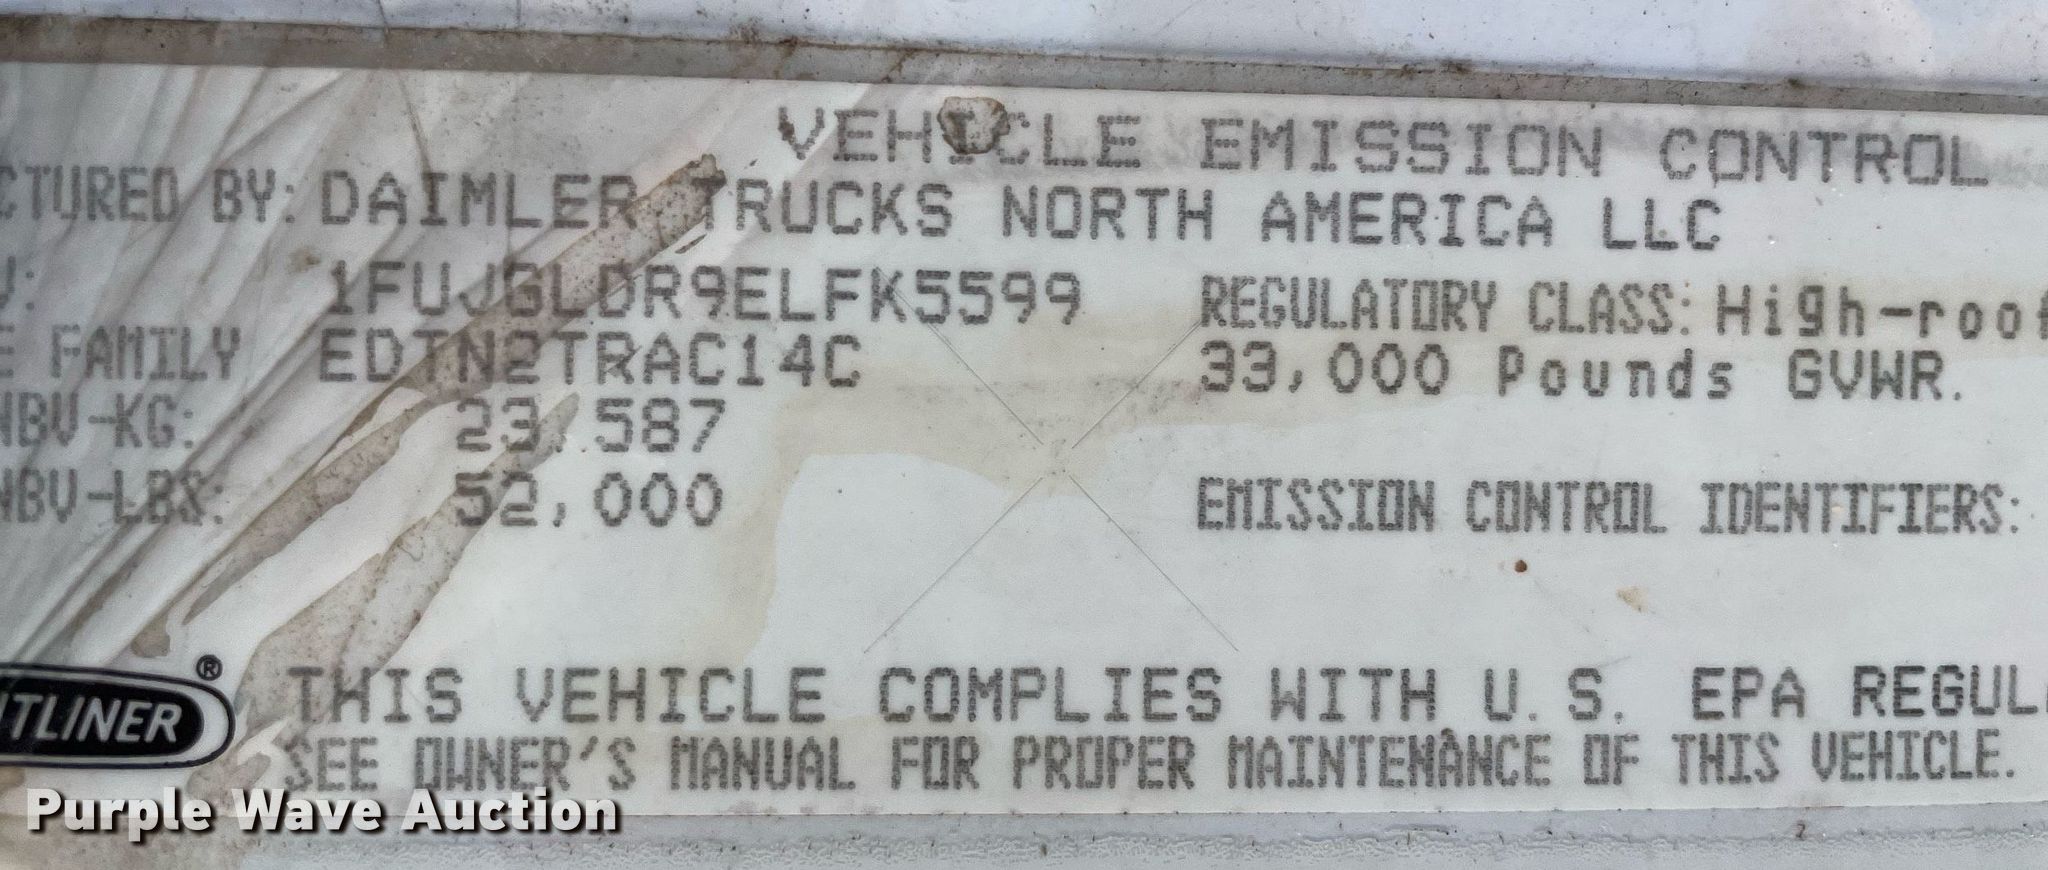 VEHICLE EMISSION CONTROL
CTURED BY: DAIMLER TRUCKS NORTH AMERICA LLC
V: 1FUJGLDR9ELFK5599 REGULATORY CLASS: High-roof
E FAMILY EDTN2TRAC14C 33,000 Pounds GVWR.
NBV-KG: 23,587
NBV-LBS: 52,000 EMISSION CONTROL IDENTIFIERS:
TLINER®
THIS VEHICLE COMPLIES WITH U.S. EPA REGUL
SEE OWNER'S MANUAL FOR PROPER MAINTENANCE OF THIS VEHICLE.
Purple Wave Auction